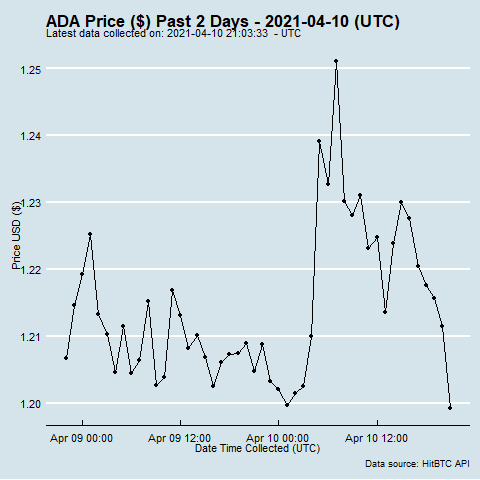 ADA Price ($) Past 2 Days - 2021-04-10 (UTC)
Latest data collected on: 2021-04-10 21:03:33 - UTC
1.25
1.24
1.23
1.22
1.21
1.20
Price USD ($)
Apr 09 00:00 Apr 09 12:00 Apr 10 00:00 Apr 10 12:00
Date Time Collected (UTC)
Data source: HitBTC API